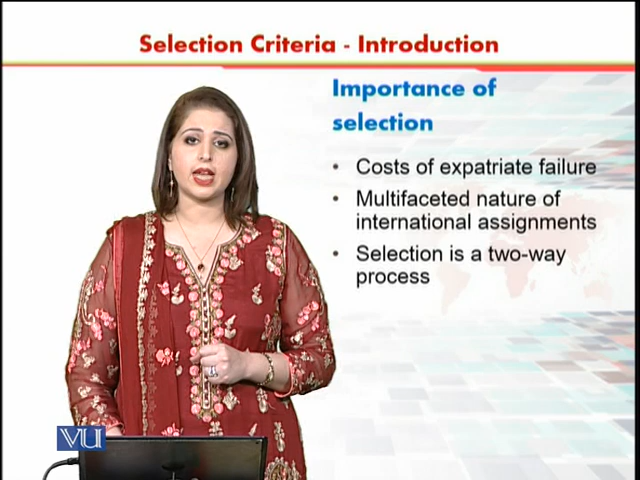 Selection Criteria - Introduction
Importance of
selection
• Costs of expatriate failure
• Multifaceted nature of
international assignments
• Selection is a two-way
process
VU